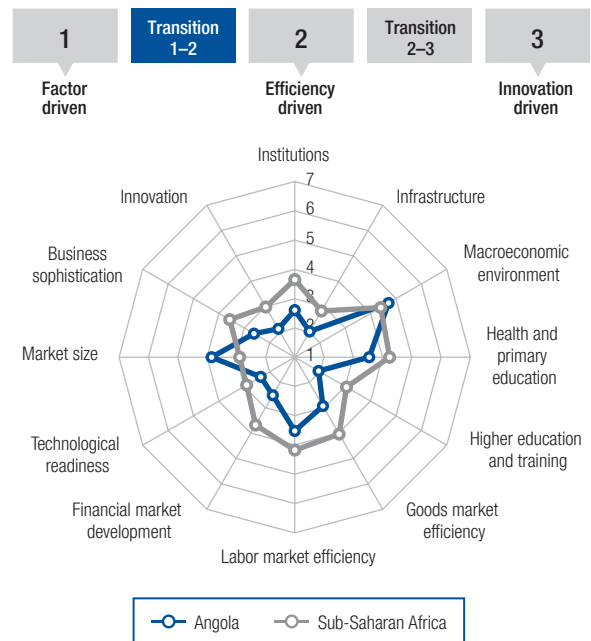 1
Transition
1–2
2
Transition
2–3
3
Factor
driven
Efficiency
driven
Innovation
driven
Institutions
7
6
5
4
3
2
1
Infrastructure
Macroeconomic
environment
Health and
primary
education
Higher education
and training
Goods market
efficiency
Labor market efficiency
Financial market
development
Technological
readiness
Market size
Business
sophistication
Innovation
Angola
Sub-Saharan Africa